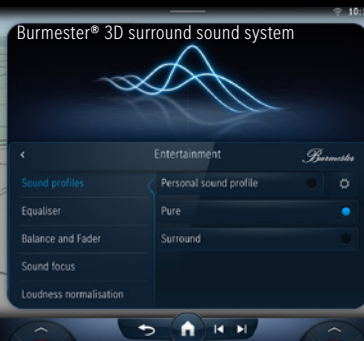 10:
Burmester® 3D surround sound system
Entertainment
Burmester
Sound profiles
Personal sound profile
Equaliser
Pure
Balance and Fader
Surround
Sound focus
Loudness normalisation